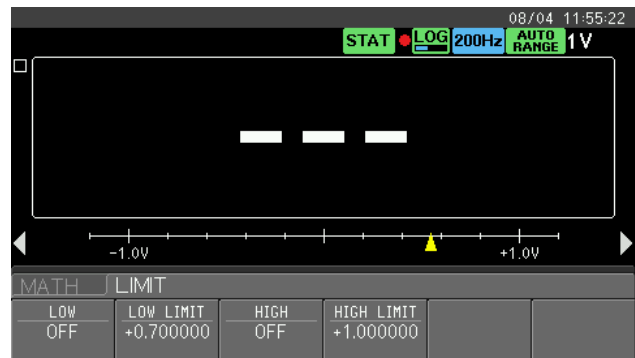 08/04 11:55:22
STAT LOG 200Hz AUTO RANGE 1 V
– – –
−1.0V +1.0V
MATH LIMIT
LOW LOW LIMIT HIGH HIGH LIMIT
OFF +0.700000 OFF +1.000000